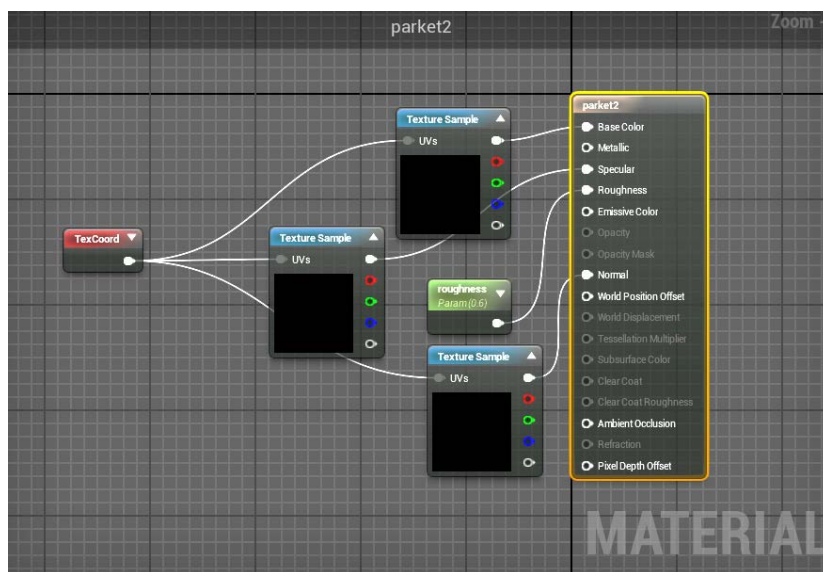 parket2
Zoom
Texture Sample
UVs
TexCoord
Texture Sample
UVs
roughness
Param(0.6)
Texture Sample
UVs
parket2
Base Color
Metallic
Specular
Roughness
Emissive Color
Opacity
Opacity Mask
Normal
World Position Offset
World Displacement
Tessellation Multiplier
Subsurface Color
Clear Coat
Clear Coat Roughness
Ambient Occlusion
Refraction
Pixel Depth Offset
MATERIAL